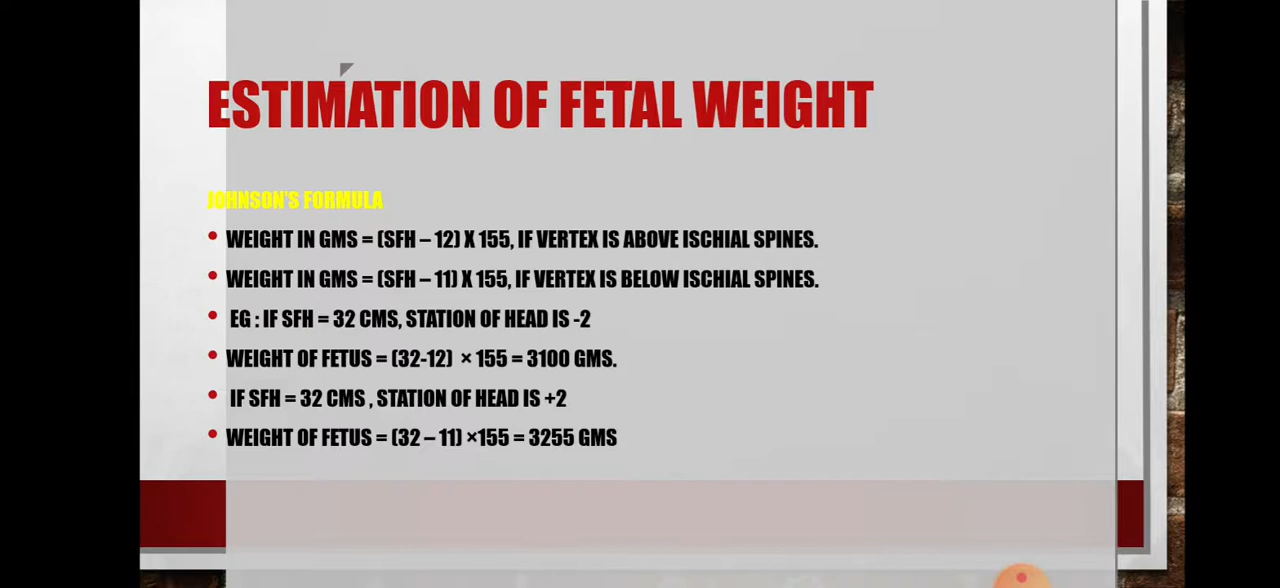 ESTIMATION OF FETAL WEIGHT
JOHNSON'S FORMULA
• WEIGHT IN GMS = (SFH – 12) X 155, IF VERTEX IS ABOVE ISCHIAL SPINES.
• WEIGHT IN GMS = (SFH – 11) X 155, IF VERTEX IS BELOW ISCHIAL SPINES.
• EG : IF SFH = 32 CMS, STATION OF HEAD IS -2
• WEIGHT OF FETUS = (32-12) × 155 = 3100 GMS.
• IF SFH = 32 CMS , STATION OF HEAD IS +2
• WEIGHT OF FETUS = (32 – 11) ×155 = 3255 GMS